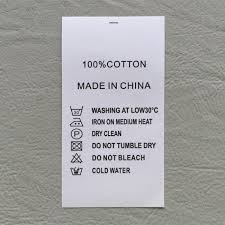 100%COTTON
MADE IN CHINA
WASHING AT LOW30°C
IRON ON MEDIUM HEAT
DRY CLEAN
DO NOT TUMBLE DRY
DO NOT BLEACH
COLD WATER